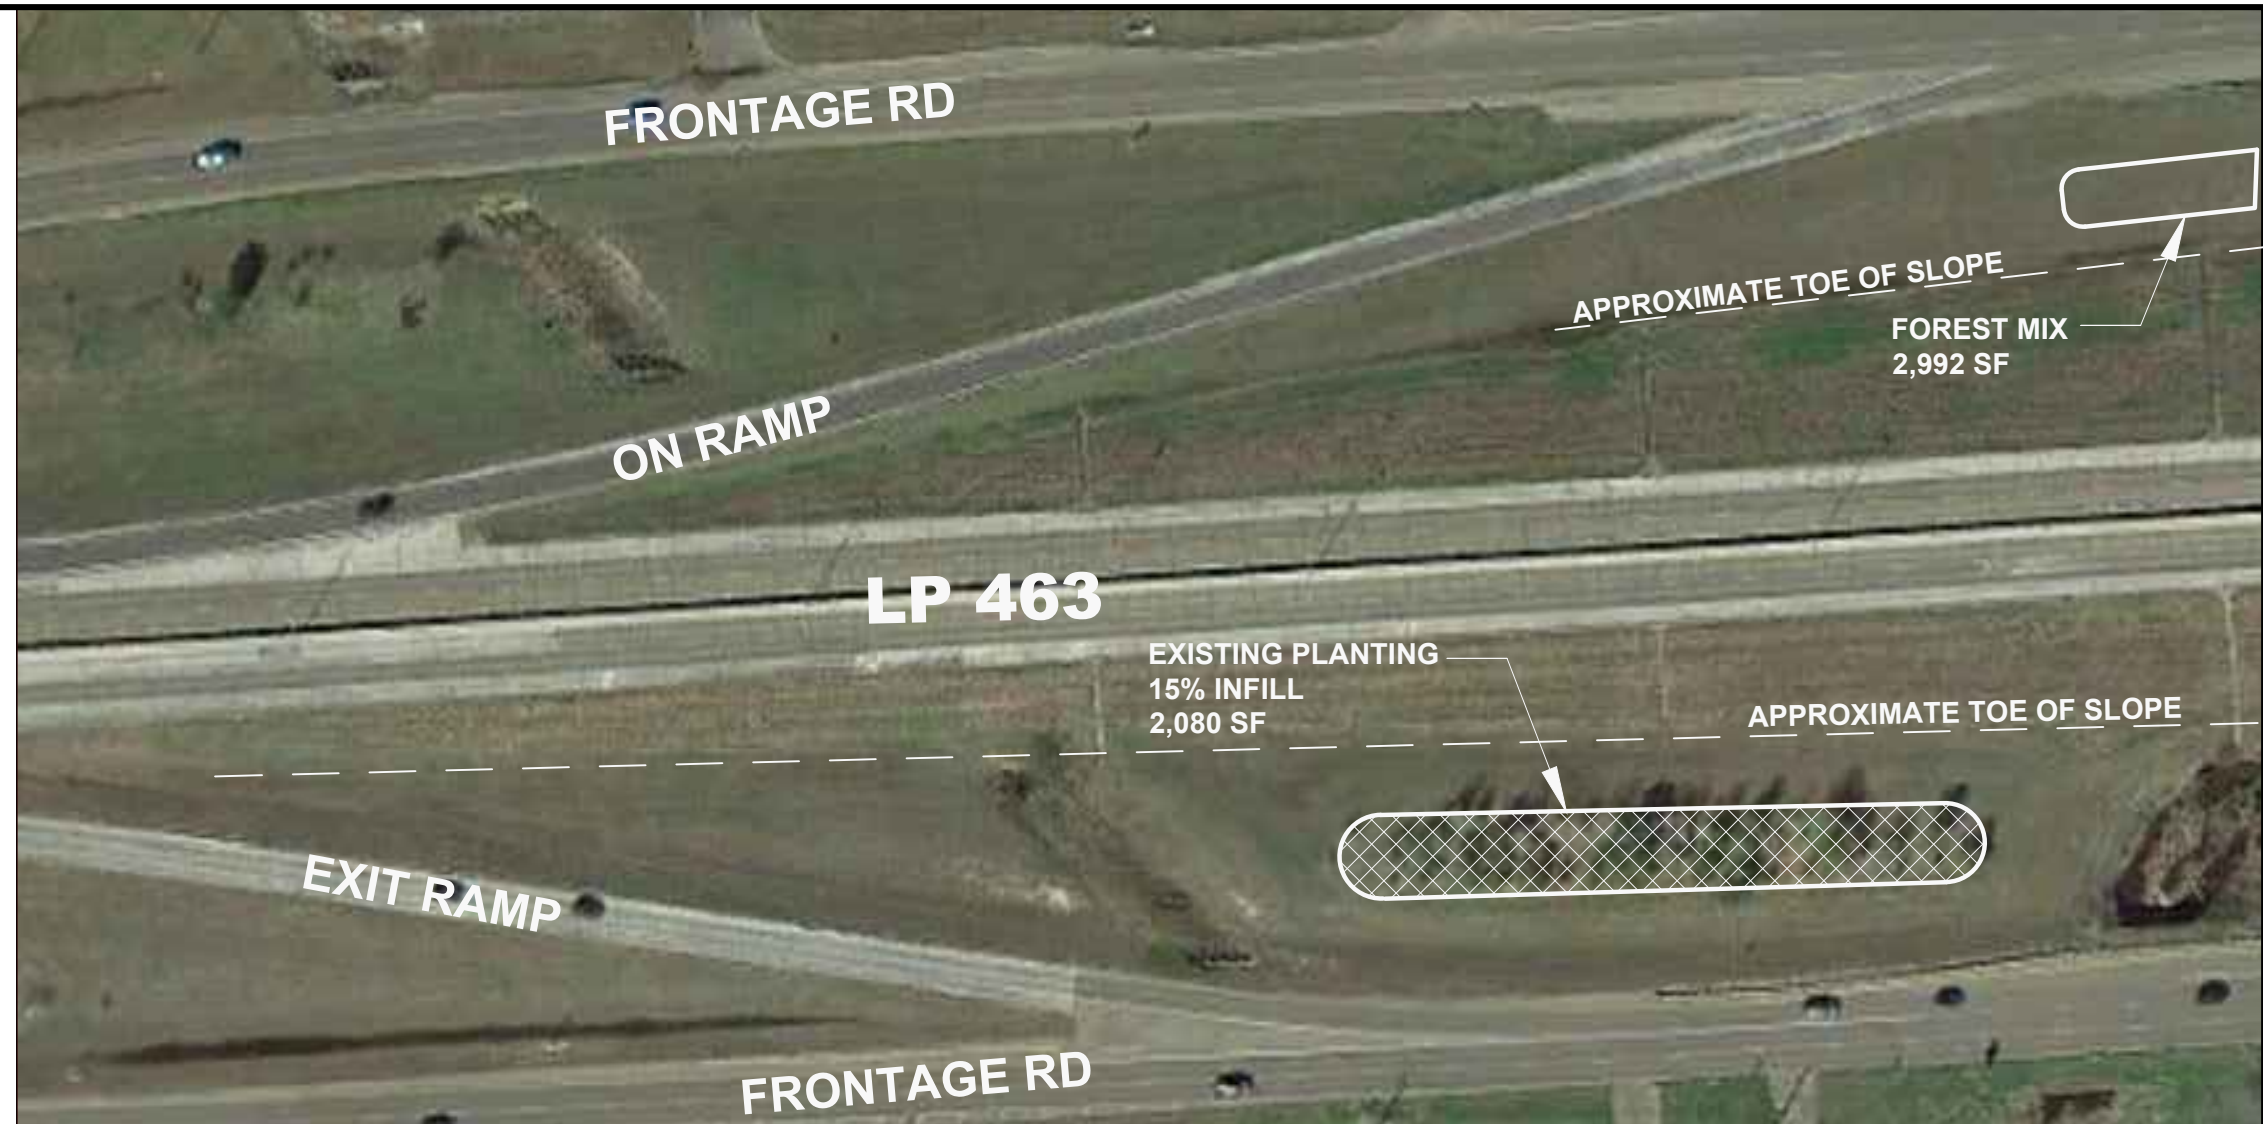 FRONTAGE RD
APPROXIMATE TOE OF SLOPE
FOREST MIX
2,992 SF
ON RAMP
LP 463
EXISTING PLANTING
15% INFILL
2,080 SF
APPROXIMATE TOE OF SLOPE
EXIT RAMP
FRONTAGE RD